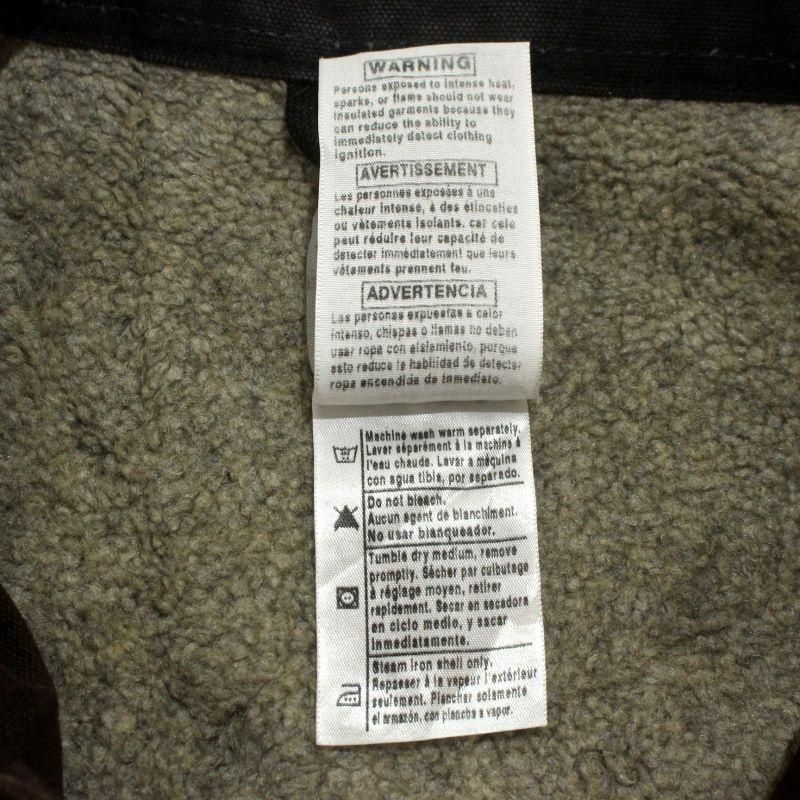 WARNING
Persons exposed to intense heat,
sparks, or flame should not wear
insulated garments because they
can reduce the ability to
immediately detect clothing
ignition.
AVERTISSEMENT
Les personnes exposées à une
chaleur intense, à des étincelles
ou vêtements isolants, car cele
peut réduire leur capacité de
détecter immédiatement que leurs
vêtaments prennent feu.
ADVERTENCIA
Las personas expuestas a calor
intenso, chispas o llamas no deben
usar ropa con aislamiento, porque
esto reduce la habilidad de detectar
ropa encendida de inmediato.
Machine wash warm separately.
Laver séparément à la machine à
l'eau chaude. Lavar a máquina
con agua tibia, por separado.
Do not bleach.
Aucun agent de blanchiment.
No usar blanqueador.
Tumble dry medium, remove
promptly. Sécher par culbutage
à réglage moyen, retirer
rapidement. Secar en secadora
en ciclo medio, y sacar
inmediatamente.
Steam iron shell only.
Repasser à la vapeur l'extérieur
seulement. Planchar solamente
el armazón, con plancha a vapor.